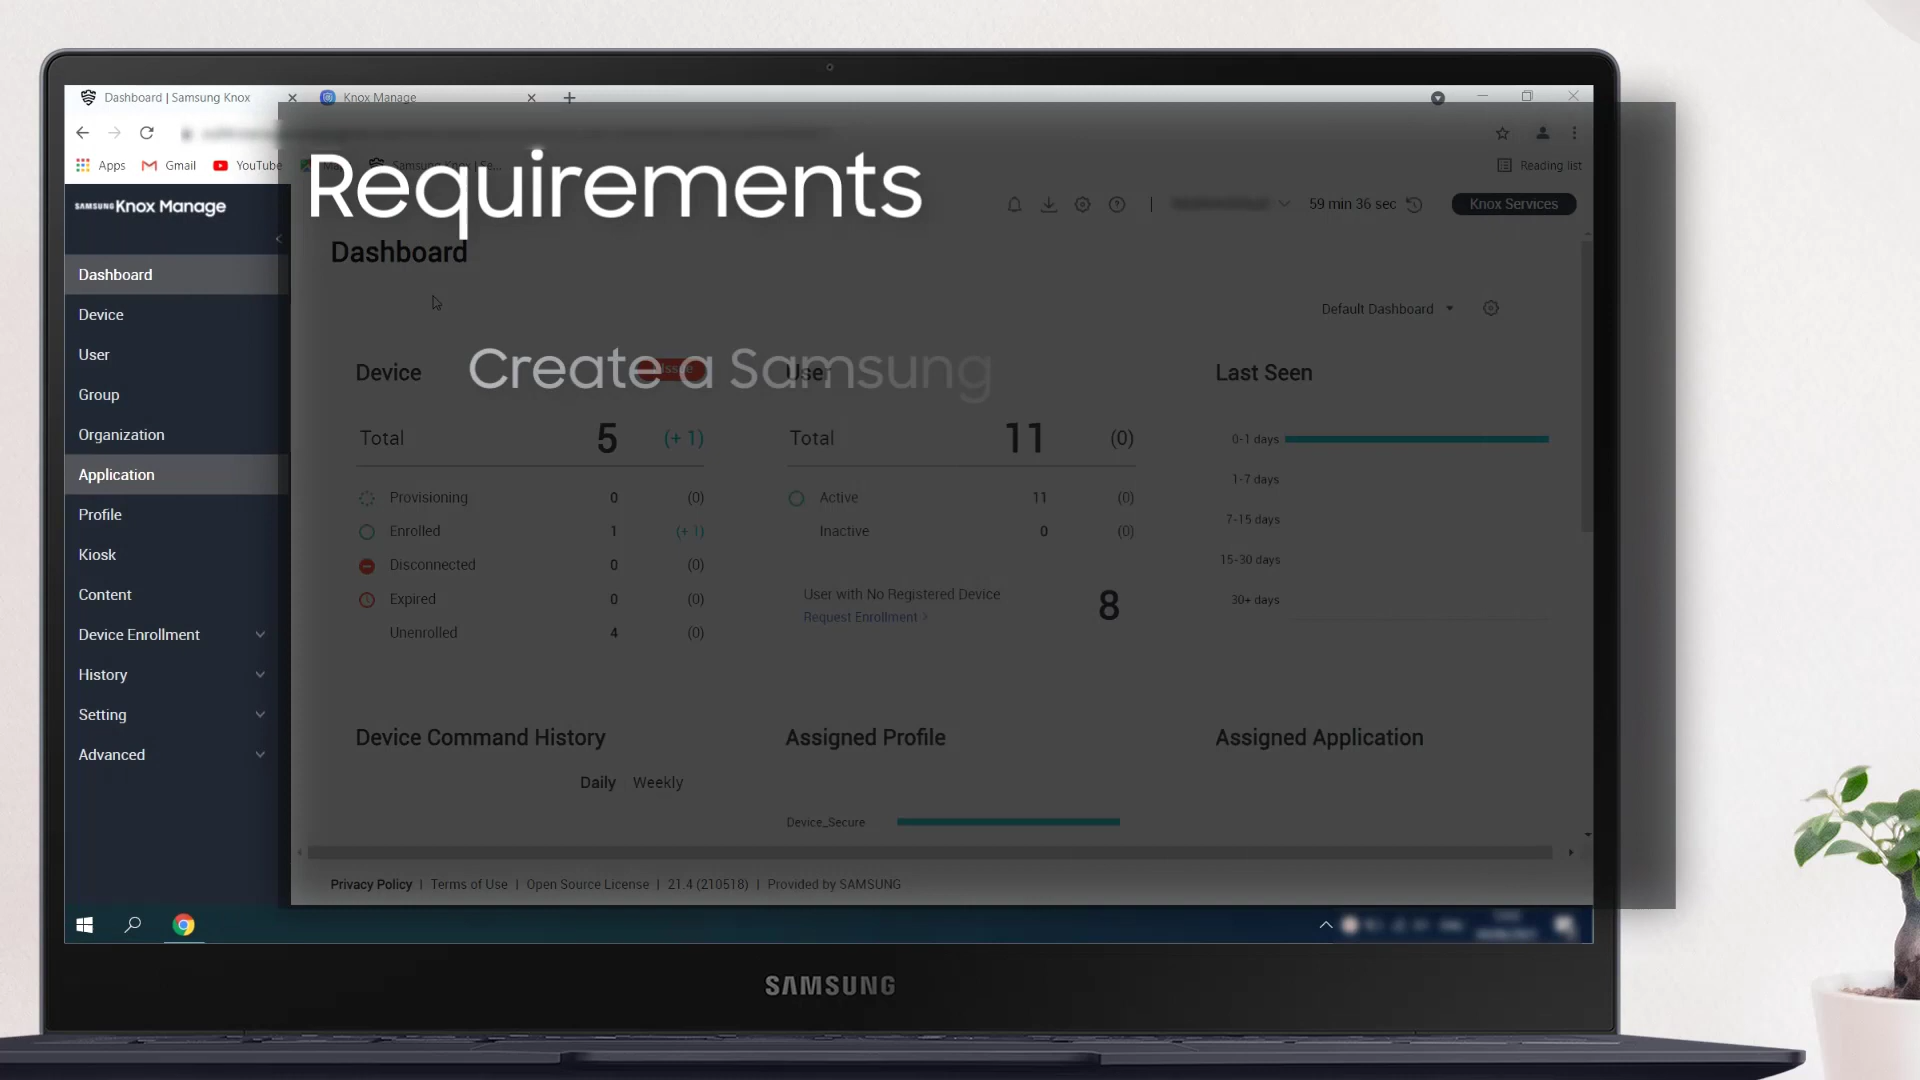 Dashboard | Samsung Knox
Knox Manage
Apps
Gmail
YouTube
Samsung Knox | Se...
Reading list
SAMSUNG Knox Manage
Requirements
59 min 36 sec
Knox Services
Dashboard
Dashboard
Device
User
Group
Organization
Application
Profile
Kiosk
Content
Device Enrollment
History
Setting
Advanced
Default Dashboard
Create a Samsung
Device
Issue
User
Last Seen
Total 5 (+ 1)
Provisioning 0 (0)
Enrolled 1 (+ 1)
Disconnected 0 (0)
Expired 0 (0)
Unenrolled 4 (0)
Total 11 (0)
Active 11 (0)
Inactive 0 (0)
User with No Registered Device 8
Request Enrollment >
0-1 days
1-7 days
7-15 days
15-30 days
30+ days
Device Command History
Daily Weekly
Assigned Profile
Device_Secure
Assigned Application
Privacy Policy | Terms of Use | Open Source License | 21.4 (210518) | Provided by SAMSUNG
SAMSUNG